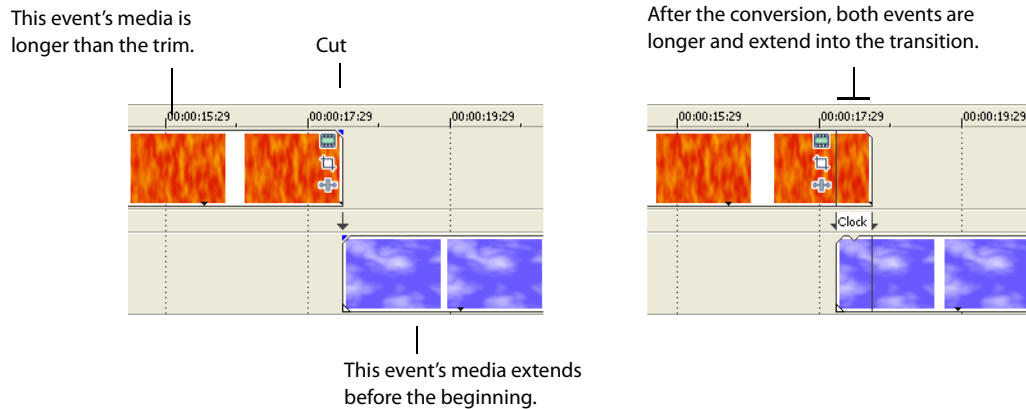 This event’s media is
longer than the trim.
Cut
After the conversion, both events are
longer and extend into the transition.
00:00:15:29 00:00:17:29 00:00:19:29
00:00:15:29 00:00:17:29 00:00:19:29
Clock
This event’s media extends
before the beginning.